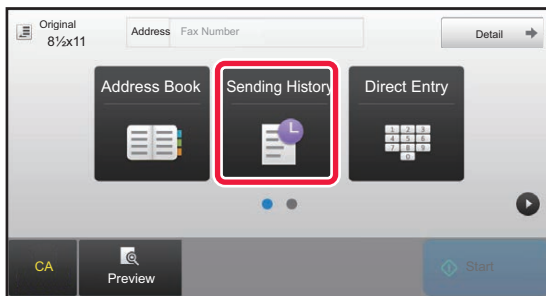 Original
8½x11
Address Fax Number
Detail
Address Book
Sending History
Direct Entry
1 2 3
4 5 6
7 8 9
0
CA
Preview
Start